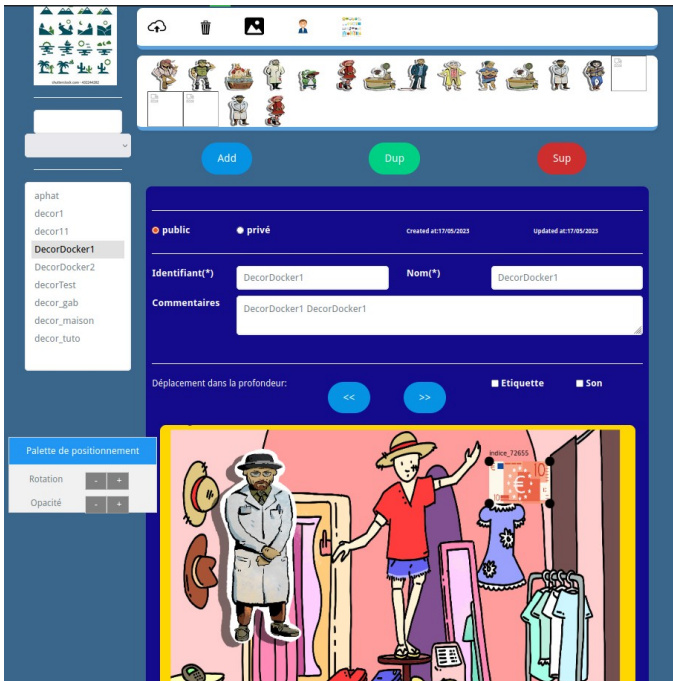 aphat
decor1
decor11
DecorDocker1
DecorDocker2
decorTest
decor_gab
decor_maison
decor_tuto
Add
Dup
Sup
public
privé
Created at:17/05/2023
Updated at:17/05/2023
Identifiant(*)
DecorDocker1
Nom(*)
DecorDocker1
Commentaires
DecorDocker1 DecorDocker1
Déplacement dans la profondeur:
<<
>>
Etiquette
Son
Palette de positionnement
Rotation
-
+
Opacité
-
+
indice_72655
10
10